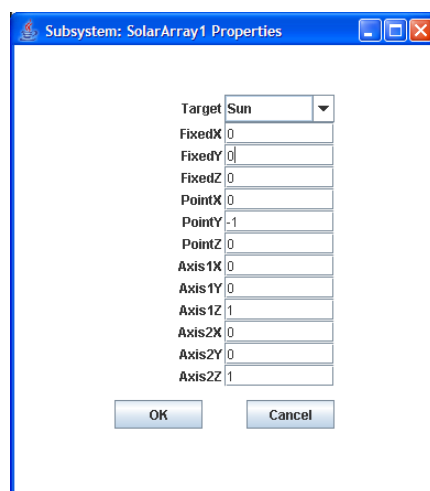 Subsystem: SolarArray1 Properties
Target Sun
FixedX 0
FixedY 0
FixedZ 0
PointX 0
PointY -1
PointZ 0
Axis1X 0
Axis1Y 0
Axis1Z 1
Axis2X 0
Axis2Y 0
Axis2Z 1
OK Cancel